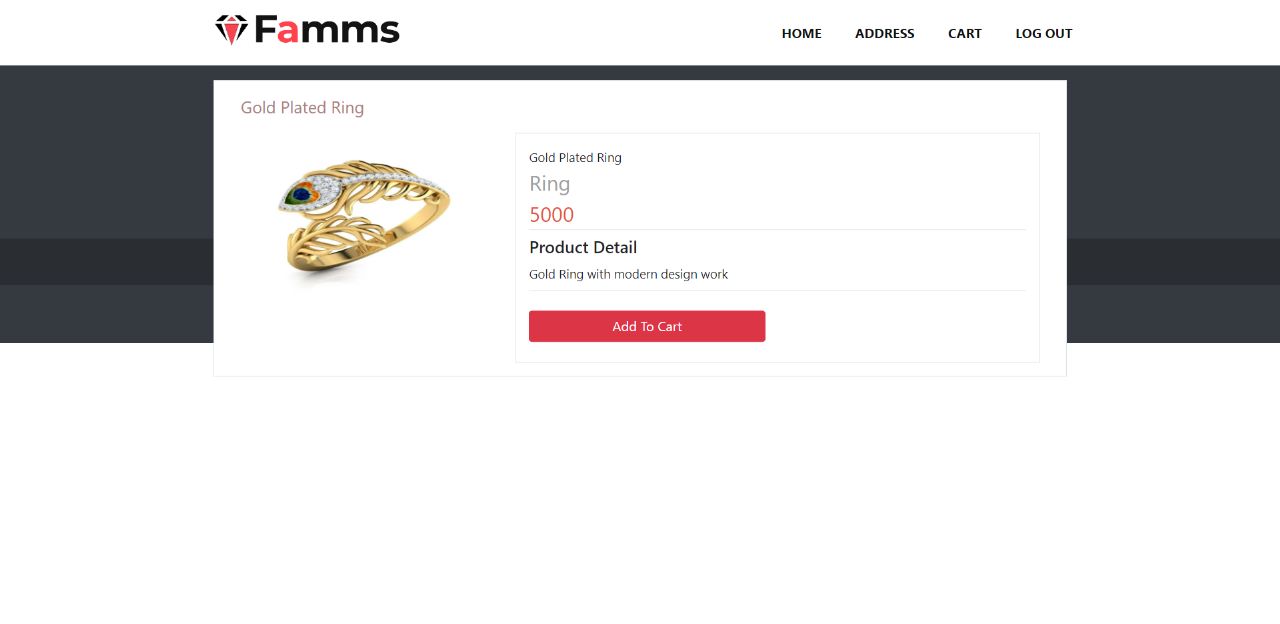 Famms
HOME ADDRESS CART LOG OUT
Gold Plated Ring
Gold Plated Ring
Ring
5000
Product Detail
Gold Ring with modern design work
Add To Cart